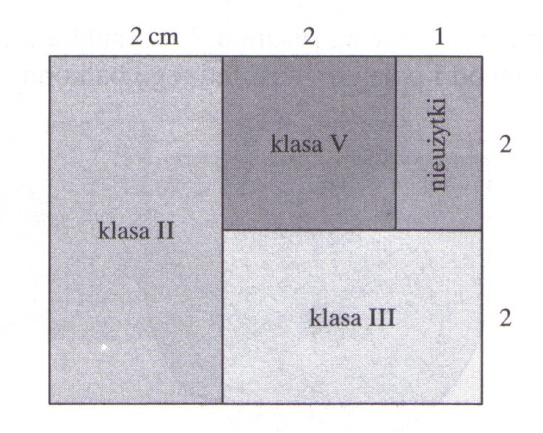 2 cm 2 1
klasa V
nieużytki
2
klasa II
klasa III
2